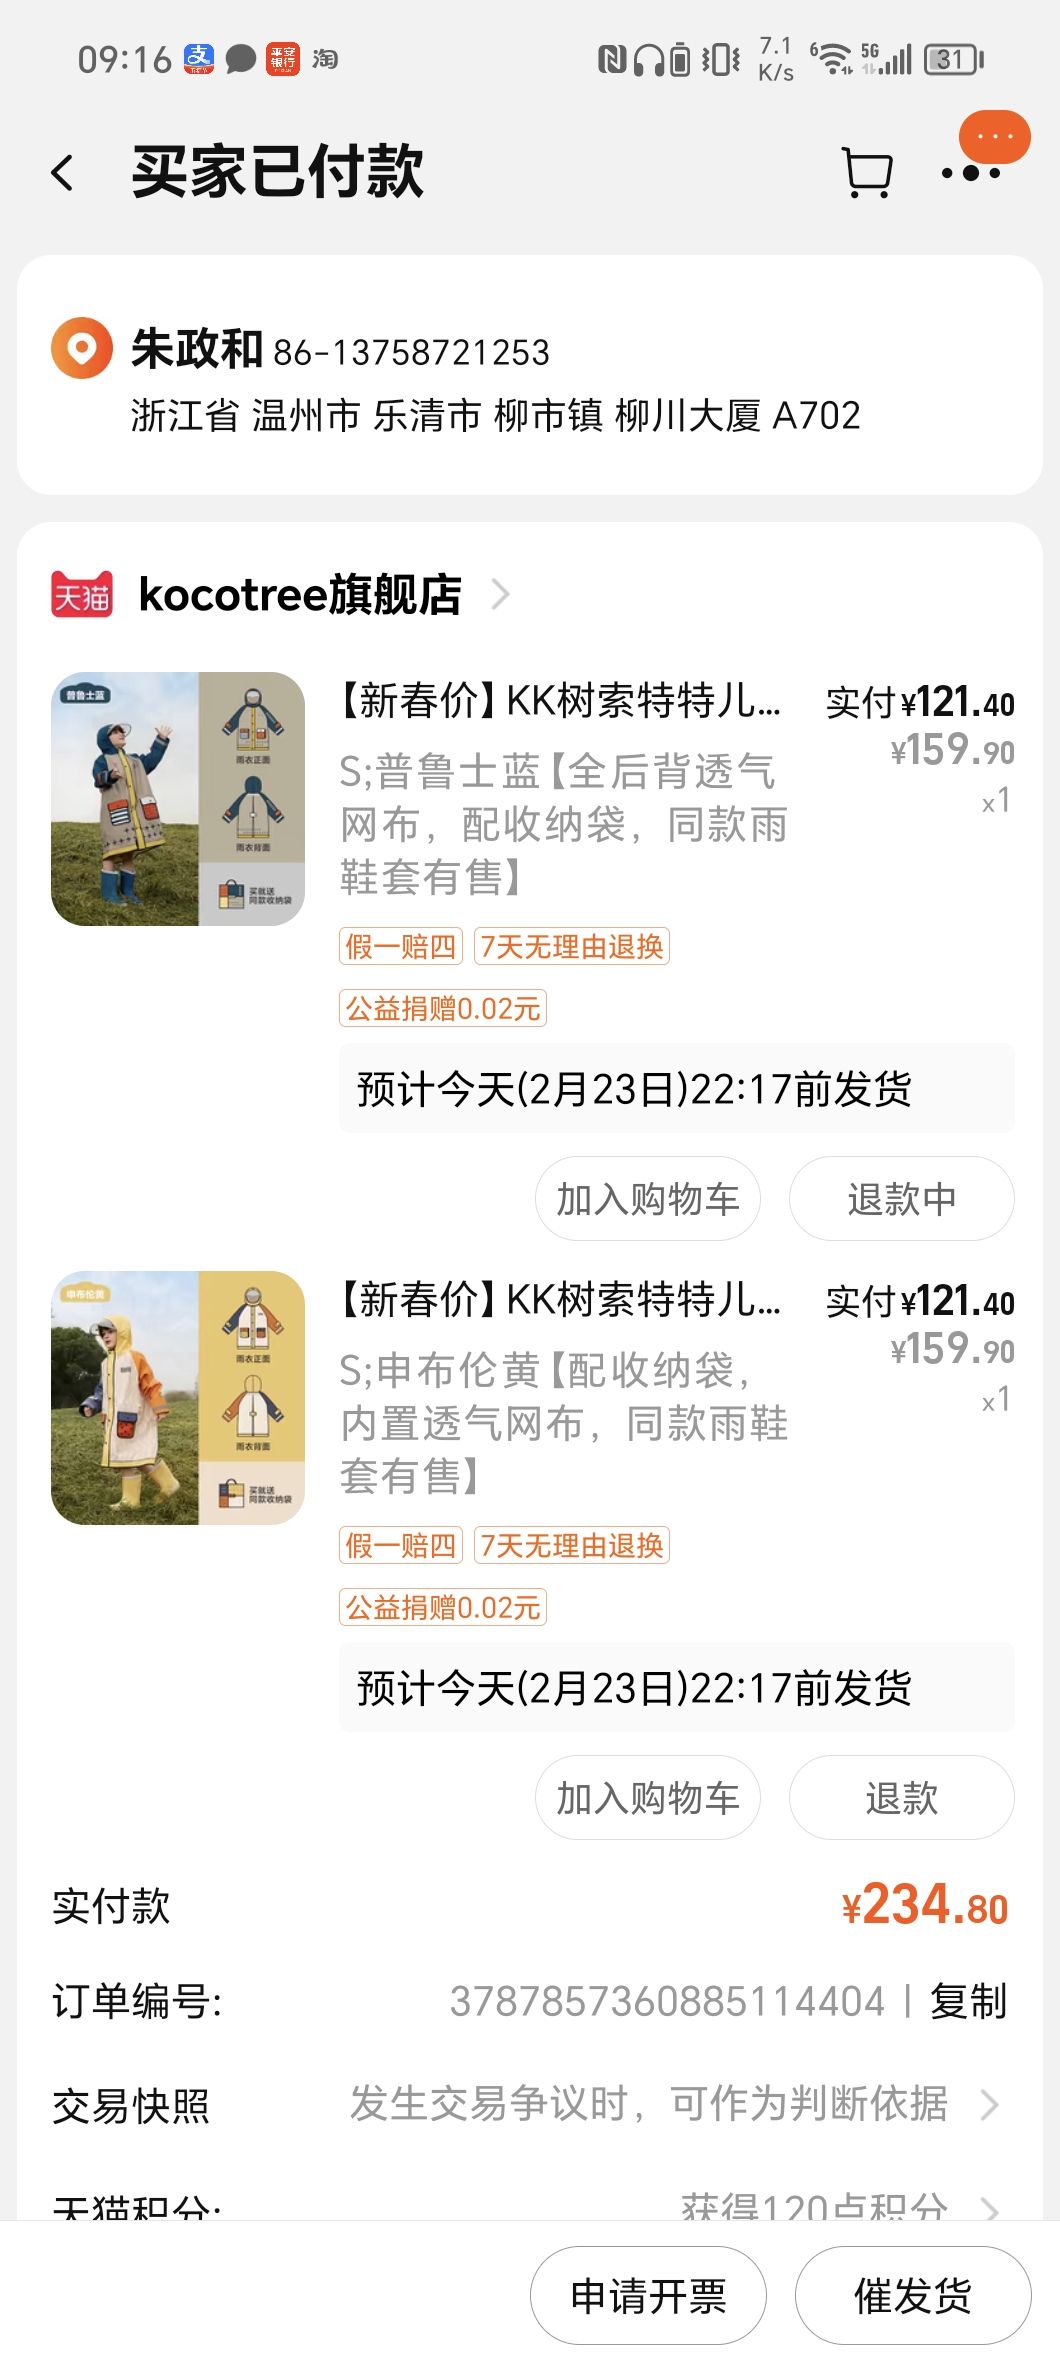 09:16 支 平安银行 淘 7.1 K/s 6 5G 31
买家已付款
朱政和 86-13758721253
浙江省 温州市 乐清市 柳市镇 柳川大厦 A702
天猫 kocotree旗舰店
普鲁士蓝
雨衣正面
雨衣背面
买就送
同款收纳袋
【新春价】KK树索特特儿... 实付¥121.40
¥159.90
x1
S;普鲁士蓝【全后背透气
网布，配收纳袋，同款雨
鞋套有售】
假一赔四 7天无理由退换
公益捐赠0.02元
预计今天(2月23日)22:17前发货
加入购物车 退款中
申布伦黄
雨衣正面
雨衣背面
买就送
同款收纳袋
【新春价】KK树索特特儿... 实付¥121.40
¥159.90
x1
S;申布伦黄【配收纳袋，
内置透气网布，同款雨鞋
套有售】
假一赔四 7天无理由退换
公益捐赠0.02元
预计今天(2月23日)22:17前发货
加入购物车 退款
实付款 ¥234.80
订单编号: 3787857360885114404 | 复制
交易快照 发生交易争议时，可作为判断依据
天猫积分: 获得120点积分
申请开票 催发货